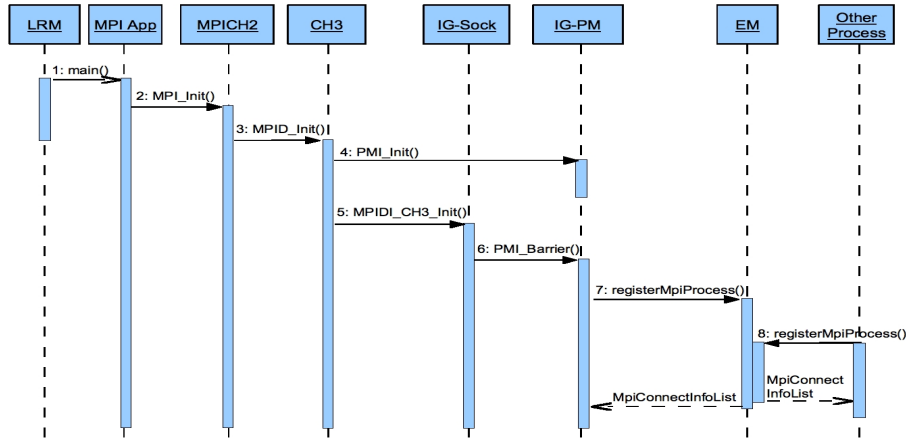 LRM
MPI App
MPICH2
CH3
IG-Sock
IG-PM
EM
Other
Process
1: main()
2: MPI_Init()
3: MPID_Init()
4: PMI_Init()
5: MPIDI_CH3_Init()
6: PMI_Barrier()
7: registerMpiProcess()
8: registerMpiProcess()
MpiConnect
InfoList
MpiConnectInfoList